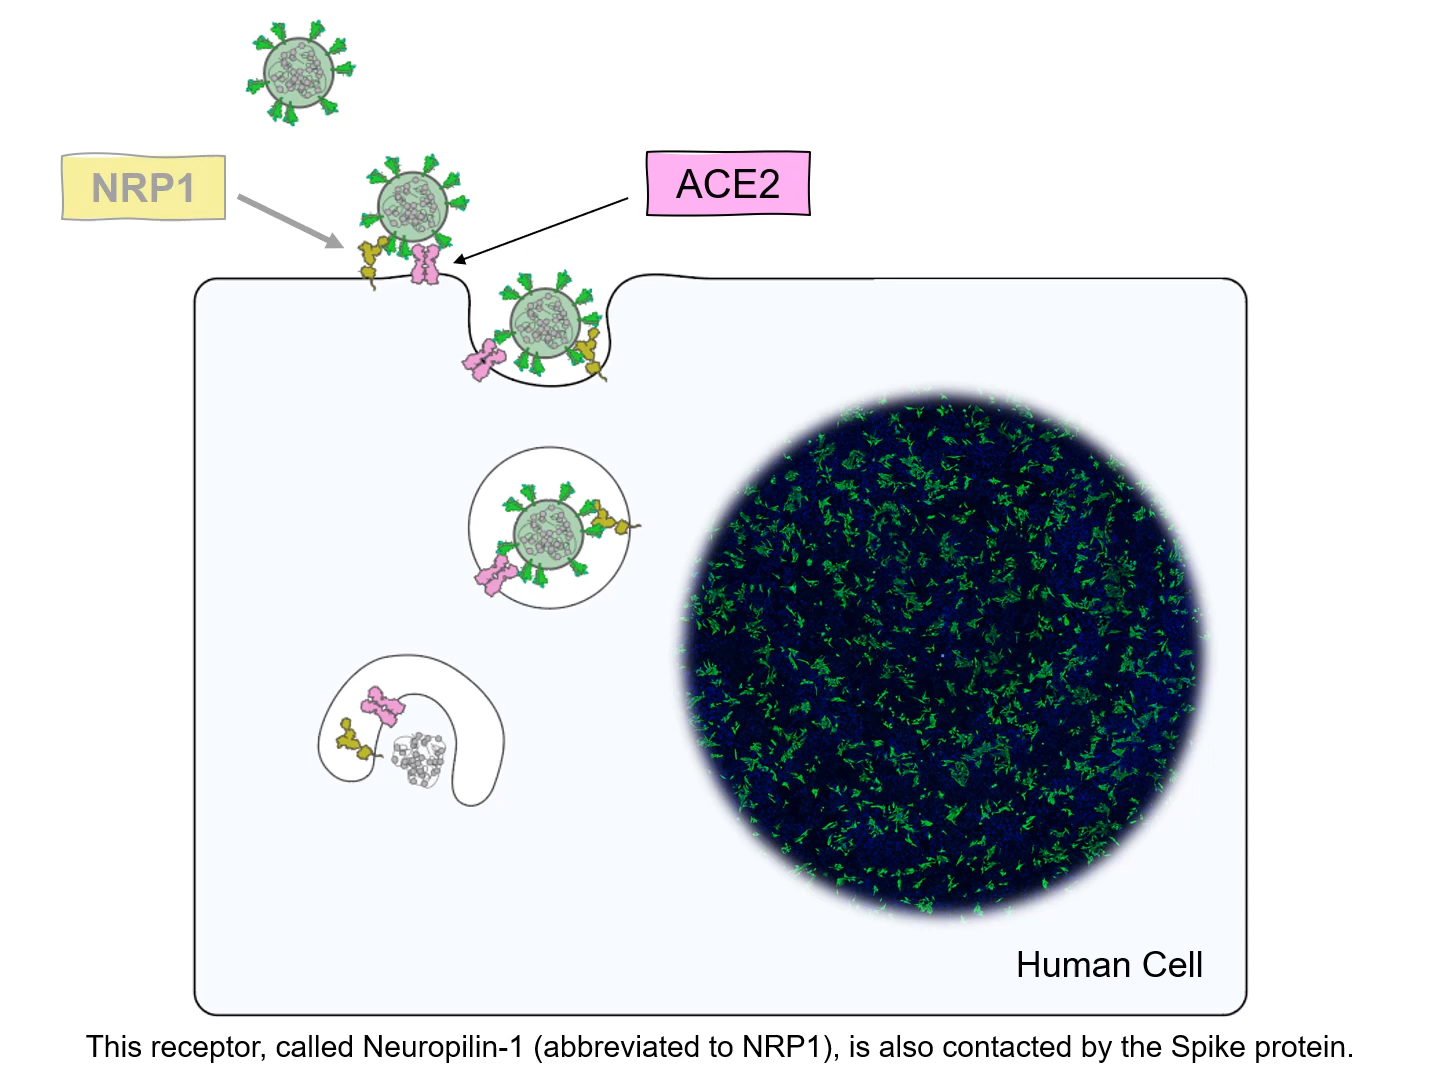 NRP1
ACE2
Human Cell
This receptor, called Neuropilin-1 (abbreviated to NRP1), is also contacted by the Spike protein.